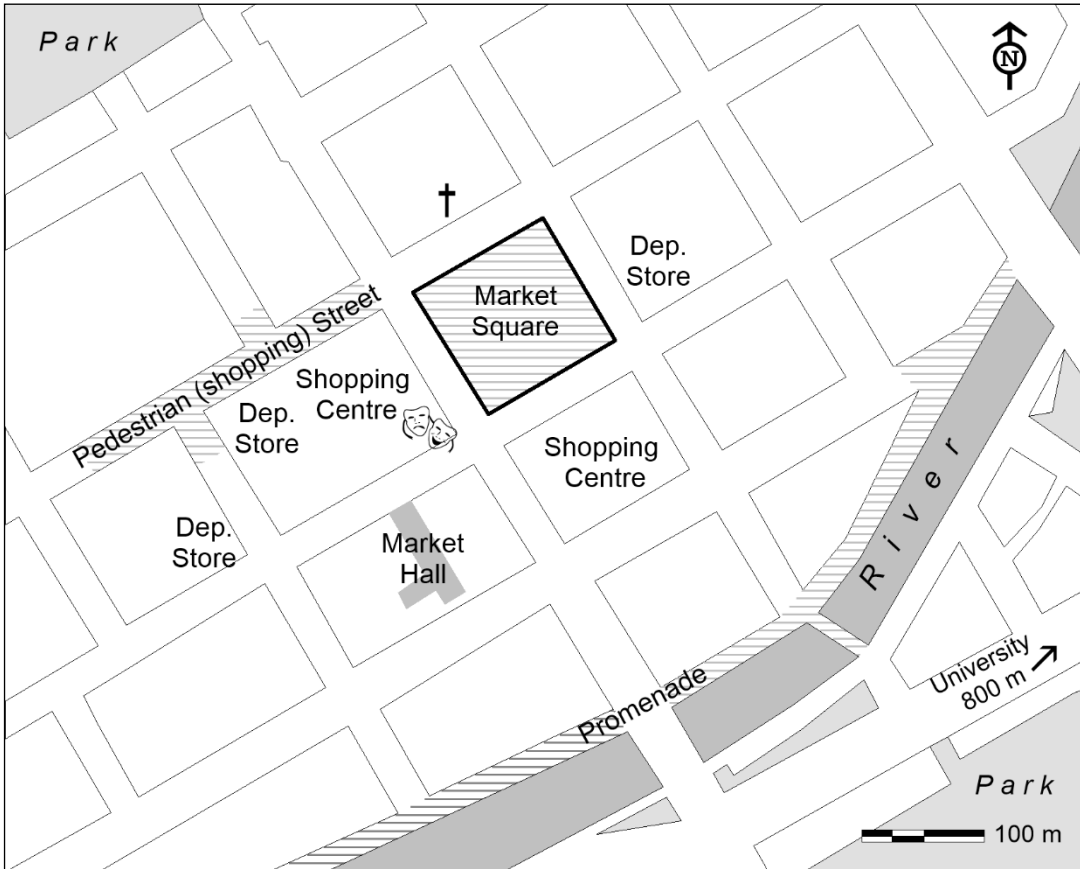 Park
N
Dep.
Store
Market
Square
Pedestrian (shopping) Street
Shopping
Centre
Dep.
Store
Shopping
Centre
Dep.
Store
Market
Hall
River
Promenade
University
800 m
Park
100 m